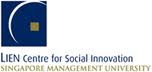 LIEN Centre for Social Innovation
SINGAPORE MANAGEMENT UNIVERSITY